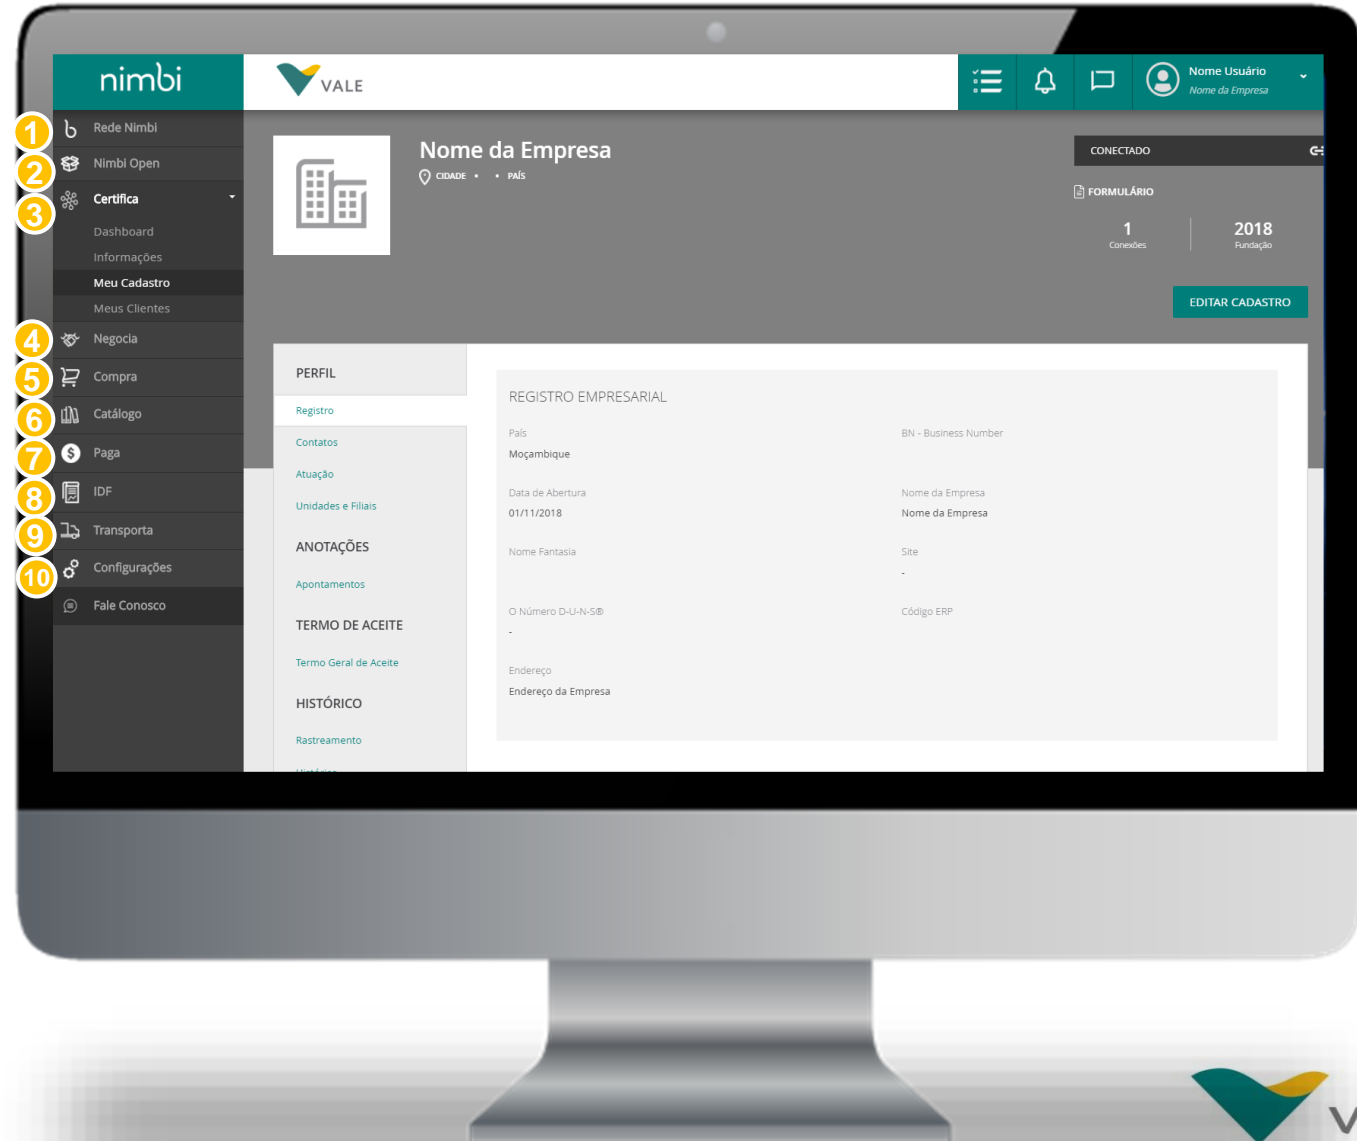 nimbi
VALE
Nome Usuário
Nome da Empresa
1 Rede Nimbi
2 Nimbi Open
3 Certifica
Dashboard
Informações
Meu Cadastro
Meus Clientes
4 Negocia
5 Compra
6 Catálogo
7 Paga
8 IDF
9 Transporta
10 Configurações
Fale Conosco
Nome da Empresa
CIDADE • • PAÍS
CONECTADO
FORMULÁRIO
1 2018
Conexões Fundação
EDITAR CADASTRO
PERFIL
Registro
Contatos
Atuação
Unidades e Filiais
ANOTAÇÕES
Apontamentos
TERMO DE ACEITE
Termo Geral de Aceite
HISTÓRICO
Rastreamento
REGISTRO EMPRESARIAL
País BN - Business Number
Moçambique
Data de Abertura Nome da Empresa
01/11/2018 Nome da Empresa
Nome Fantasia Site
-
O Número D-U-N-S® Código ERP
-
Endereço
Endereço da Empresa
V